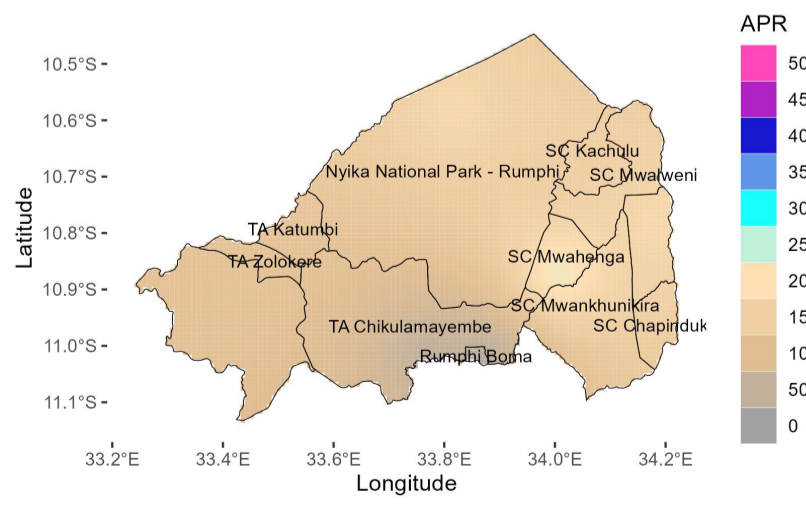 APR
50
45
40
35
30
25
20
15
10
50
0
10.5°S
10.6°S
10.7°S
10.8°S
10.9°S
11.0°S
11.1°S
Latitude
SC Kachulu
Nyika National Park - Rumphi
SC Mwalweni
TA Katumbi
SC Mwahenga
TA Zolokere
SC Mwankhunikira
TA Chikulamayembe
SC Chapinduk
Rumphi Boma
33.2°E 33.4°E 33.6°E 33.8°E 34.0°E 34.2°E
Longitude